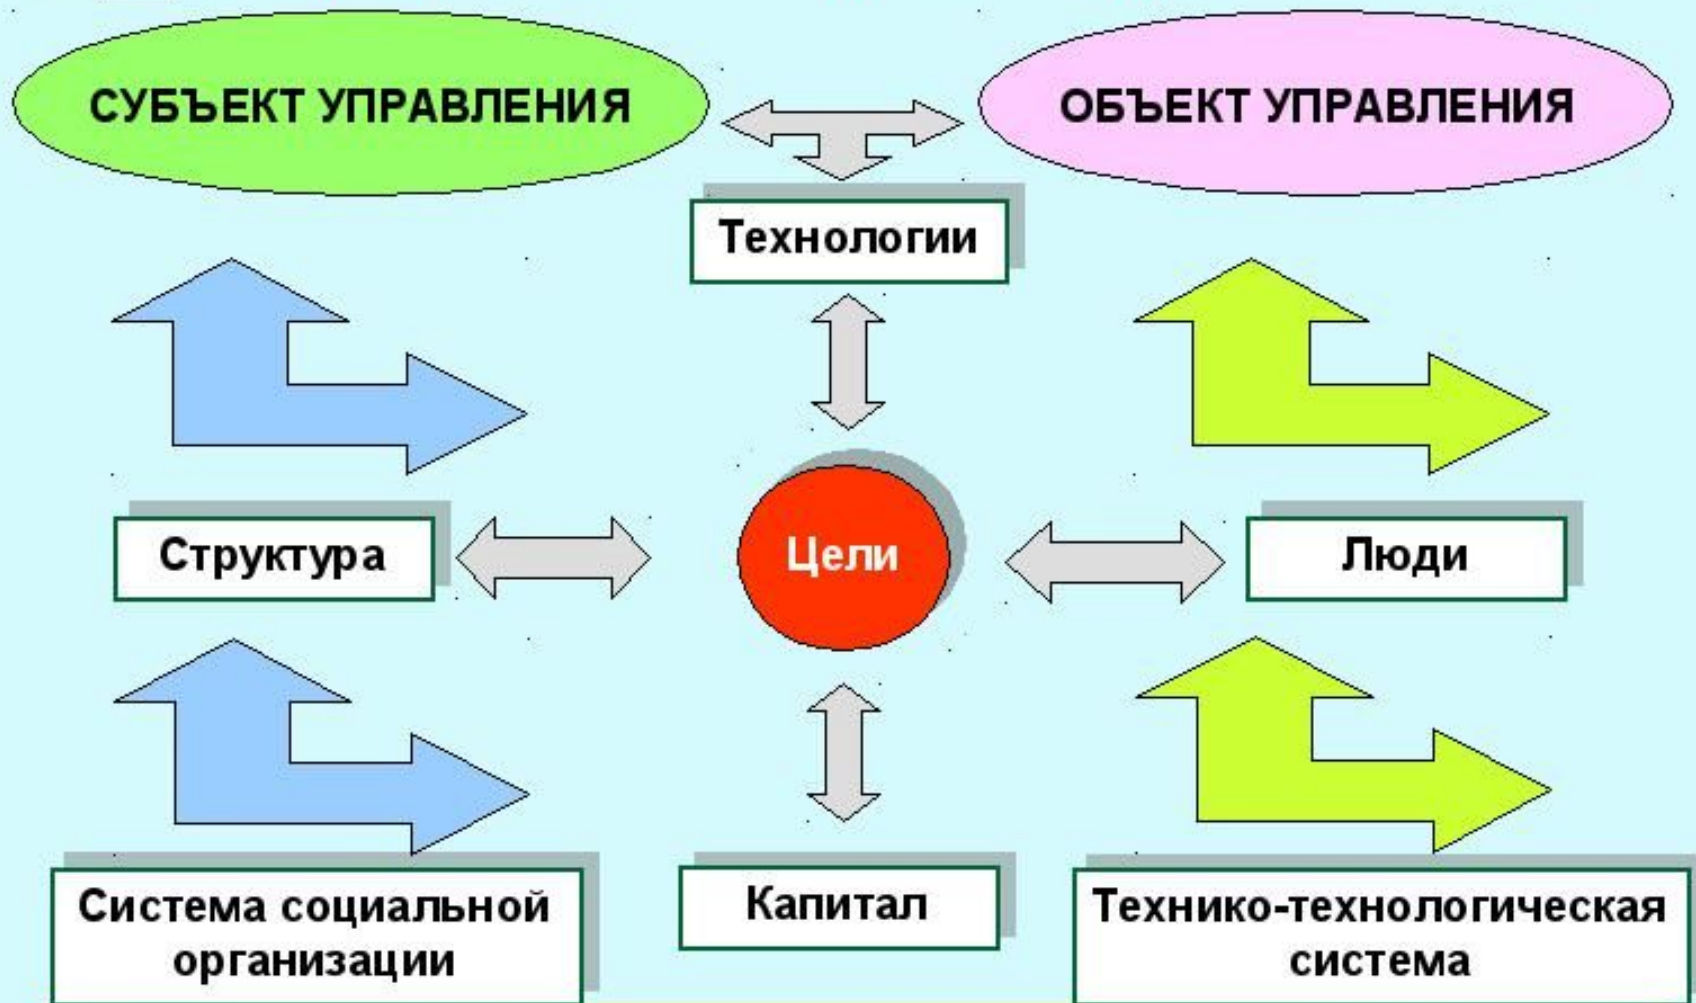 СУБЪЕКТ УПРАВЛЕНИЯ
ОБЪЕКТ УПРАВЛЕНИЯ
Технологии
Структура
Цели
Люди
Система социальной
организации
Капитал
Технико-технологическая
система